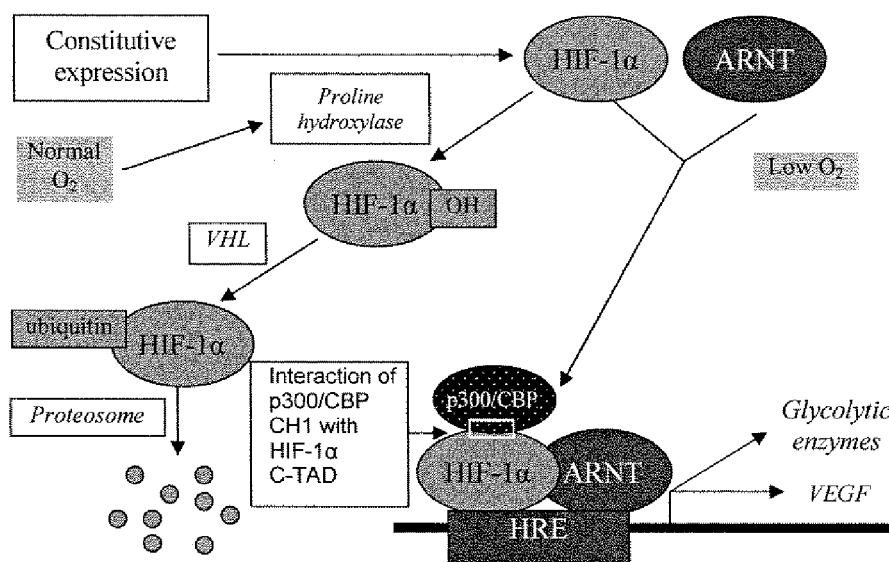 Constitutive
expression
HIF-1α
ARNT
Proline
hydroxylase
Normal
O2
Low O2
HIF-1α
OH
VHL
ubiquitin
HIF-1α
Interaction of
p300/CBP
CH1 with
HIF-1α
C-TAD
p300/CBP
Proteosome
Glycolytic
enzymes
HIF-1α
ARNT
VEGF
HRE